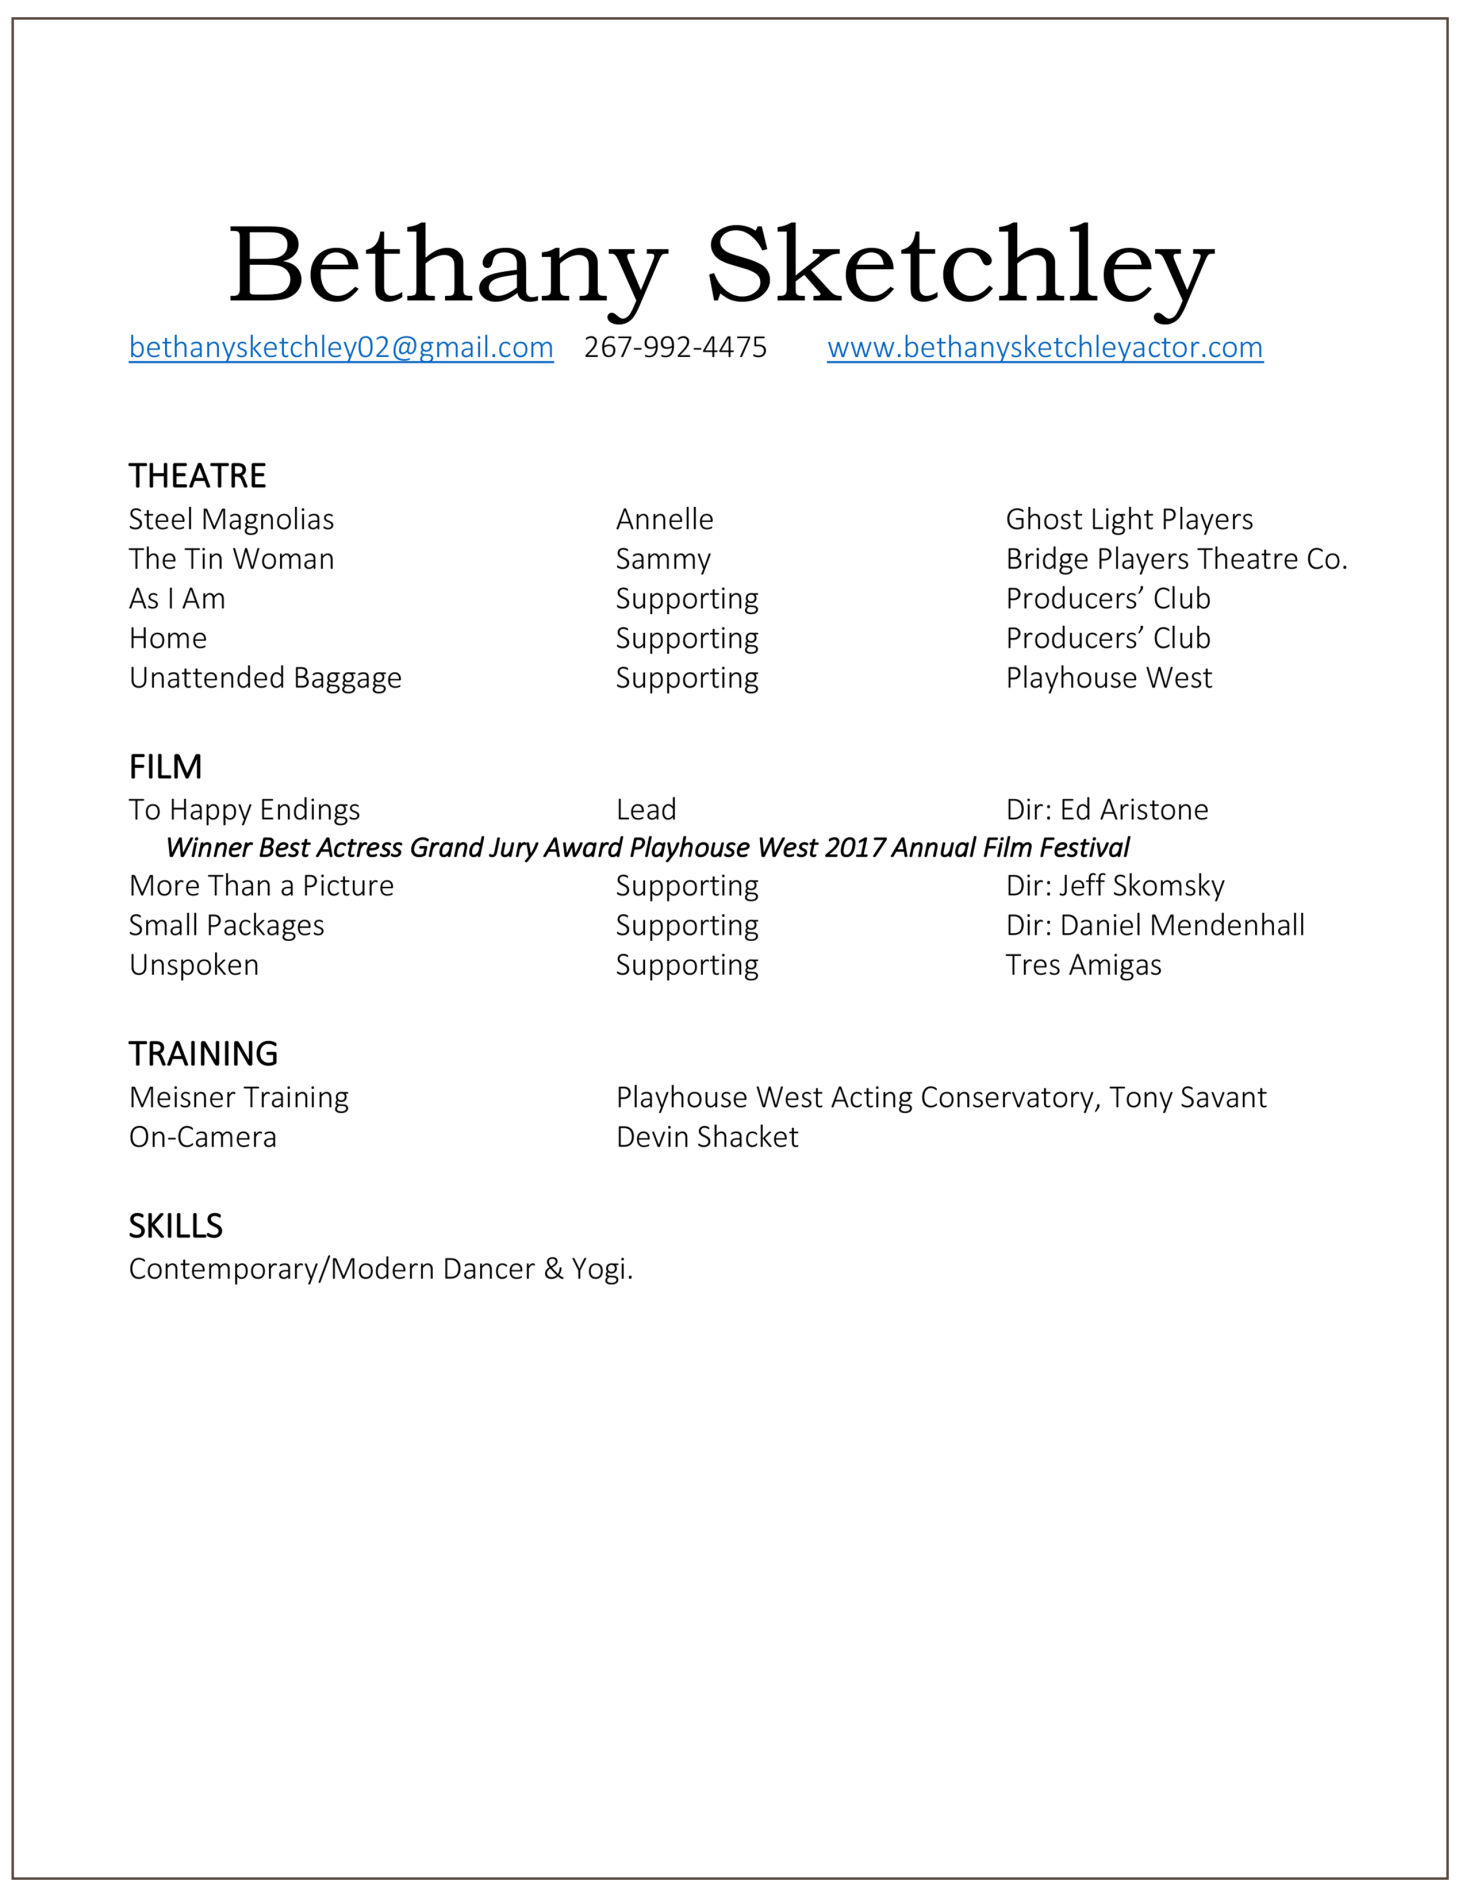 Bethany Sketchley
bethanysketchley02@gmail.com 267-992-4475 www.bethanysketchleyactor.com
THEATRE
Steel Magnolias Annelle Ghost Light Players
The Tin Woman Sammy Bridge Players Theatre Co.
As I Am Supporting Producers’ Club
Home Supporting Producers’ Club
Unattended Baggage Supporting Playhouse West
FILM
To Happy Endings Lead Dir: Ed Aristone
Winner Best Actress Grand Jury Award Playhouse West 2017 Annual Film Festival
More Than a Picture Supporting Dir: Jeff Skomsky
Small Packages Supporting Dir: Daniel Mendenhall
Unspoken Supporting Tres Amigas
TRAINING
Meisner Training Playhouse West Acting Conservatory, Tony Savant
On-Camera Devin Shacket
SKILLS
Contemporary/Modern Dancer & Yogi.